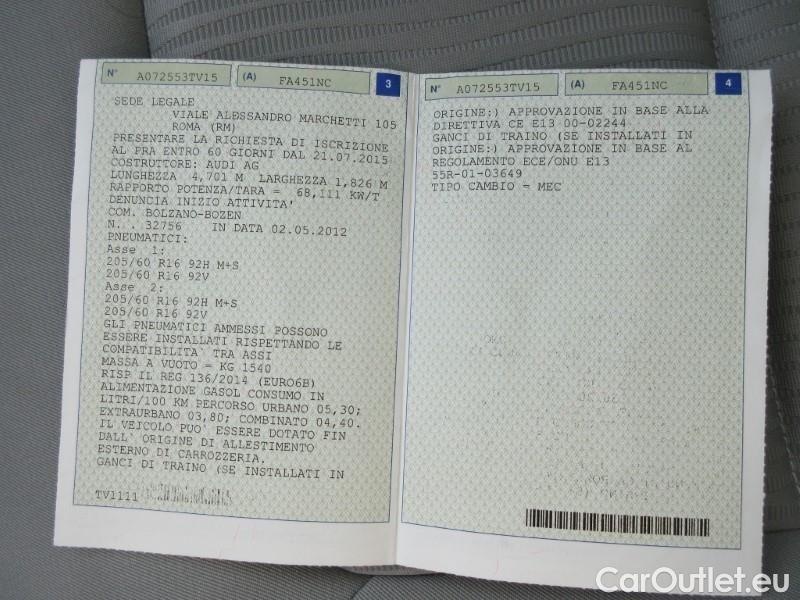 N° A072553TV15 (A) FA451NC 3
SEDE LEGALE
VIALE ALESSANDRO MARCHETTI 105
ROMA (RM)
PRESENTARE LA RICHIESTA DI ISCRIZIONE
AL PRA ENTRO 60 GIORNI DAL 21.07.2015
COSTRUTTORE: AUDI AG
LUNGHEZZA 4,701 M LARGHEZZA 1,826 M
RAPPORTO POTENZA/TARA = 68,111 KW/T
DENUNCIA INIZIO ATTIVITA'
COM. BOLZANO-BOZEN
N. . 32756 IN DATA 02.05.2012
PNEUMATICI:
Asse 1:
205/60 R16 92H M+S
205/60 R16 92V
Asse 2:
205/60 R16 92H M+S
205/60 R16 92V
GLI PNEUMATICI AMMESSI POSSONO
ESSERE INSTALLATI RISPETTANDO LE
COMPATIBILITA` TRA ASSI
MASSA A VUOTO = KG 1540
RISP IL REG 136/2014 (EURO6B)
ALIMENTAZIONE GASOL CONSUMO IN
LITRI/100 KM PERCORSO URBANO 05,30;
EXTRAURBANO 03,80; COMBINATO 04,40.
IL VEICOLO PUO` ESSERE DOTATO FIN
DALL` ORIGINE DI ALLESTIMENTO
ESTERNO DI CARROZZERIA.
GANCI DI TRAINO (SE INSTALLATI IN
TV1111
N° A072553TV15 (A) FA451NC 4
ORIGINE:) APPROVAZIONE IN BASE ALLA
DIRETTIVA CE E13 00-02244
GANCI DI TRAINO (SE INSTALLATI IN
ORIGINE:) APPROVAZIONE IN BASE AL
REGOLAMENTO ECE/ONU E13
55R-01-03649
TIPO CAMBIO = MEC
CarOutlet.eu